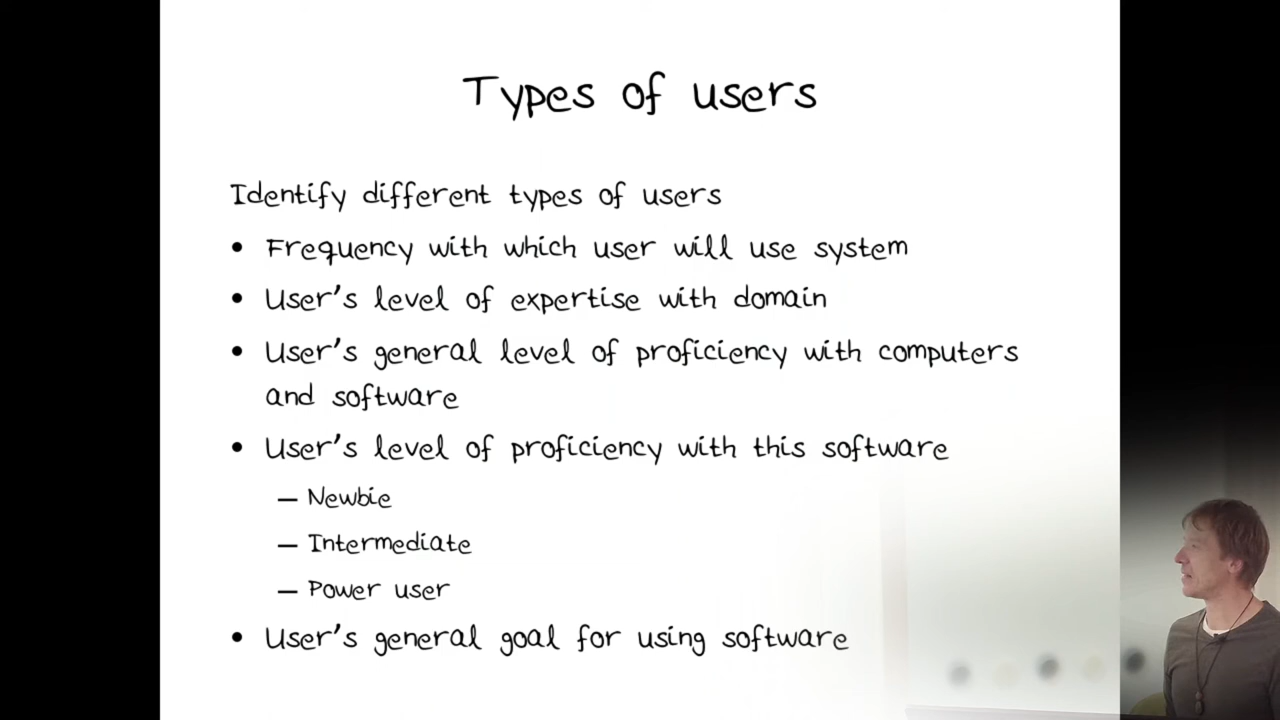 Types of users
Identify different types of users
• Frequency with which user will use system
• User's level of expertise with domain
• User's general level of proficiency with computers
and software
• User's level of proficiency with this software
– Newbie
– Intermediate
– Power user
• User's general goal for using software